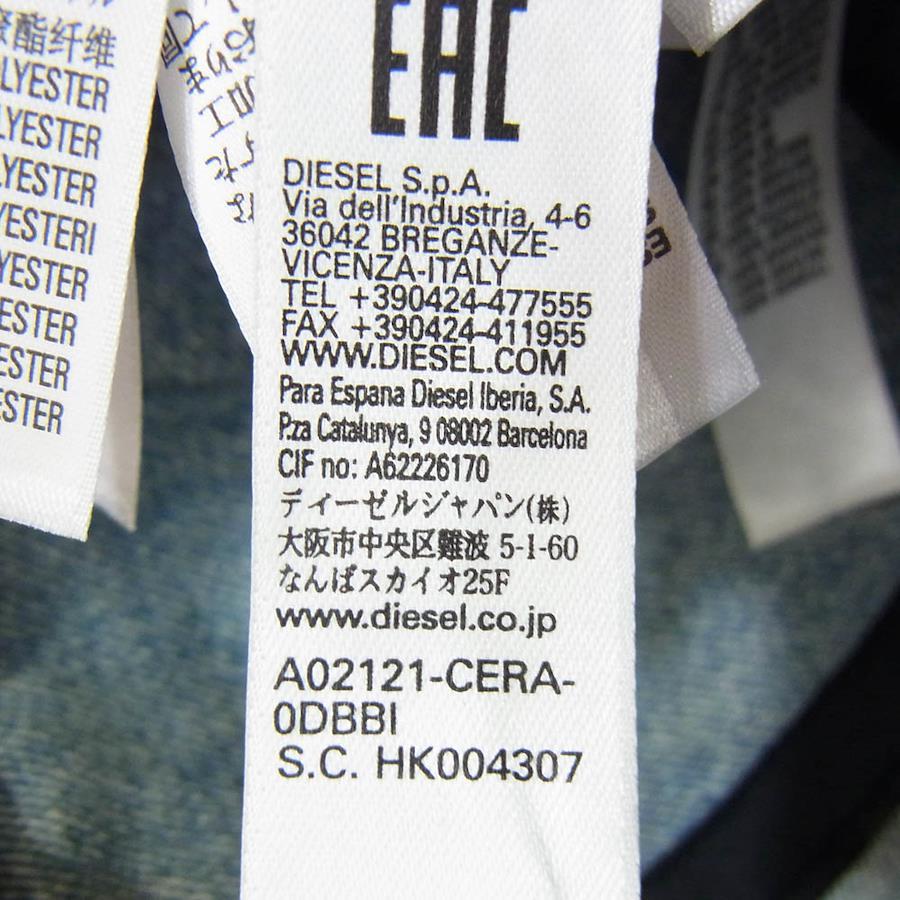 EAC
DIESEL S.p.A.
Via dell'Industria, 4-6
36042 BREGANZE-
VICENZA-ITALY
TEL +390424-477555
FAX +390424-411955
WWW.DIESEL.COM
Para Espana Diesel Iberia, S.A.
P.za Catalunya, 9 08002 Barcelona
CIF no: A62226170
ディーゼルジャパン(株)
大阪市中央区難波 5-1-60
なんばスカイオ25F
www.diesel.co.jp
A02121-CERA-
0DBBI
S.C. HK004307
酯纤维
LYESTER
LYESTER
YESTER
YESTERI
YESTER
ESTER
ESTER
STER